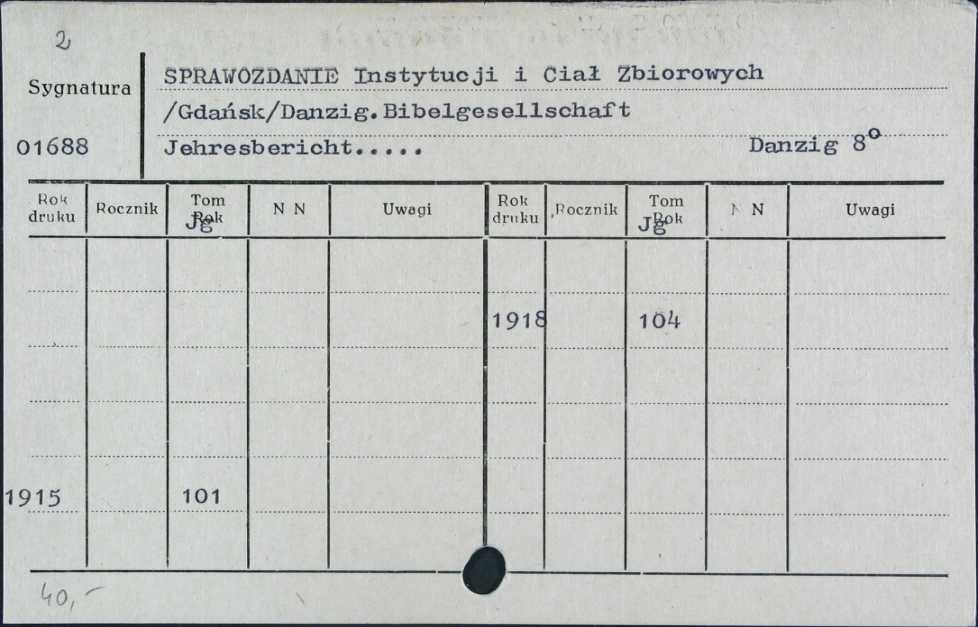 2
Sygnatura
SPRAWOZDANIE Instytucji i Ciał Zbiorowych
/Gdańsk/Danzig.Bibelgesellschaft
01688
Jehresbericht..... Danzig 8º
Rok druku Rocznik Tom Rok Jg N N Uwagi Rok druku Rocznik Tom Rok Jg N N Uwagi
1918 104
1915 101
40,-